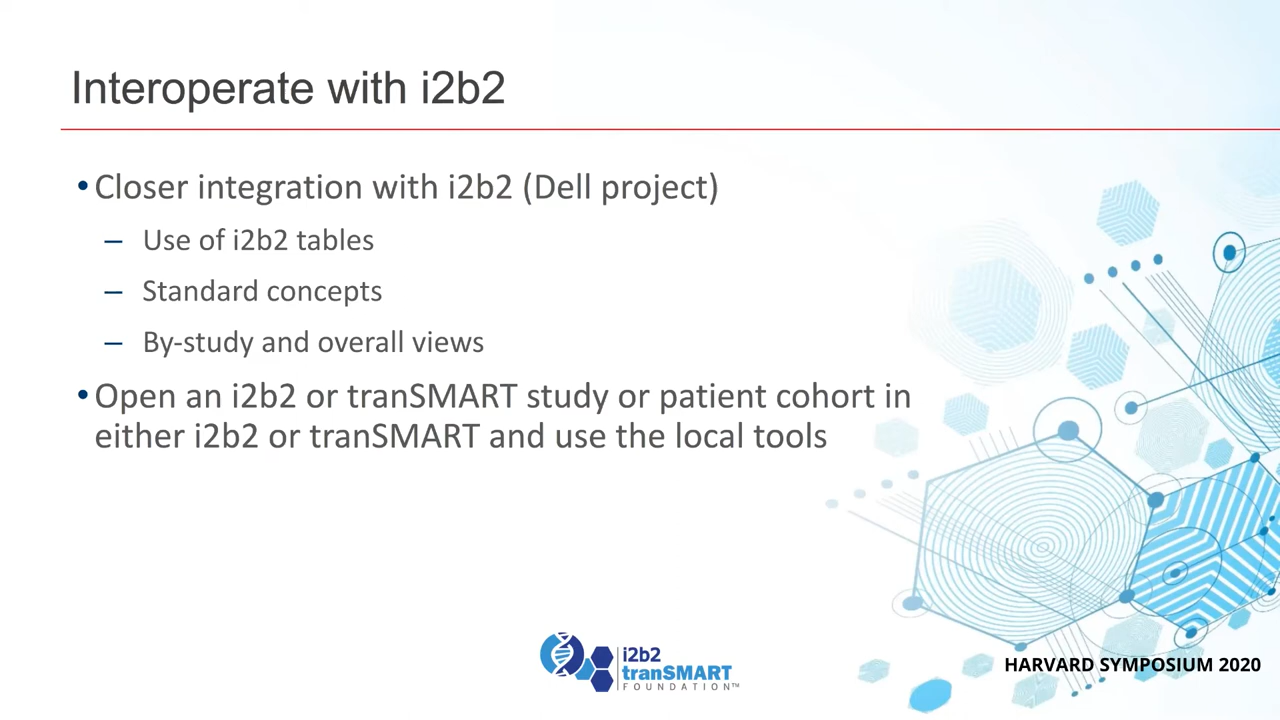 Interoperate with i2b2
• Closer integration with i2b2 (Dell project)
– Use of i2b2 tables
– Standard concepts
– By-study and overall views
• Open an i2b2 or tranSMART study or patient cohort in
either i2b2 or tranSMART and use the local tools
i2b2
tranSMART
FOUNDATION™
HARVARD SYMPOSIUM 2020